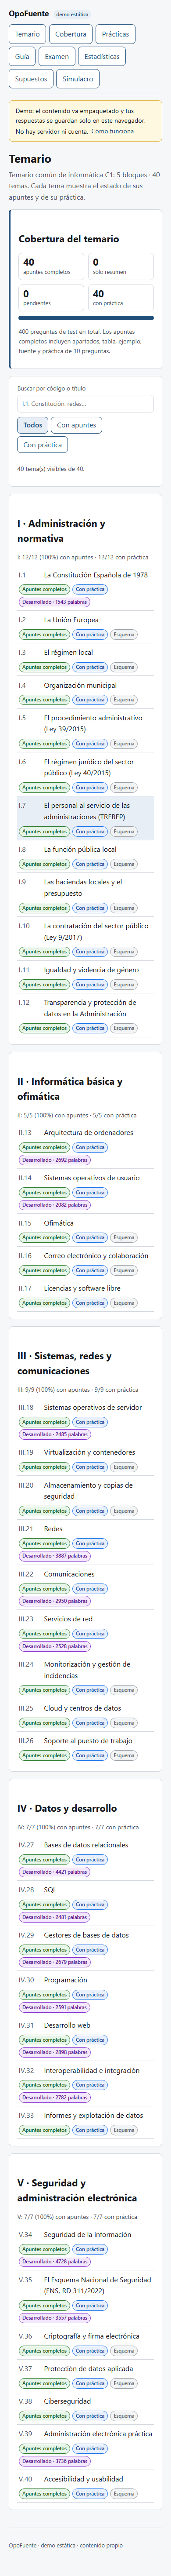 OpoFuente demo estática
Temario Cobertura Prácticas
Guía Examen Estadísticas
Supuestos Simulacro
Demo: el contenido va empaquetado y tus
respuestas se guardan solo en este navegador.
No hay servidor ni cuenta. Cómo funciona
Temario
Temario común de informática C1: 5 bloques · 40
temas. Cada tema muestra el estado de sus
apuntes y de su práctica.
Cobertura del temario
40 0
apuntes completos solo resumen
0 40
pendientes con práctica
400 preguntas de test en total. Los apuntes
completos incluyen apartados, tabla, ejemplo,
fuente y práctica de 10 preguntas.
Buscar por código o título
I.1, Constitución, redes...
Todos Con apuntes
Con práctica
40 tema(s) visibles de 40.
I · Administración y
normativa
I: 12/12 (100%) con apuntes · 12/12 con práctica
I.1 La Constitución Española de 1978
Apuntes completos Con práctica
Desarrollado · 1543 palabras
I.2 La Unión Europea
Apuntes completos Con práctica Esquema
I.3 El régimen local
Apuntes completos Con práctica Esquema
I.4 Organización municipal
Apuntes completos Con práctica Esquema
I.5 El procedimiento administrativo
(Ley 39/2015)
Apuntes completos Con práctica Esquema
I.6 El régimen jurídico del sector
público (Ley 40/2015)
Apuntes completos Con práctica Esquema
I.7 El personal al servicio de las
administraciones (TREBEP)
Apuntes completos Con práctica Esquema
I.8 La función pública local
Apuntes completos Con práctica Esquema
I.9 Las haciendas locales y el
presupuesto
Apuntes completos Con práctica Esquema
I.10 La contratación del sector público
(Ley 9/2017)
Apuntes completos Con práctica Esquema
I.11 Igualdad y violencia de género
Apuntes completos Con práctica Esquema
I.12 Transparencia y protección de
datos en la Administración
Apuntes completos Con práctica Esquema
II · Informática básica y
ofimática
II: 5/5 (100%) con apuntes · 5/5 con práctica
II.13 Arquitectura de ordenadores
Apuntes completos Con práctica
Desarrollado · 2692 palabras
II.14 Sistemas operativos de usuario
Apuntes completos Con práctica
Desarrollado · 2082 palabras
II.15 Ofimática
Apuntes completos Con práctica Esquema
II.16 Correo electrónico y colaboración
Apuntes completos Con práctica Esquema
II.17 Licencias y software libre
Apuntes completos Con práctica Esquema
III · Sistemas, redes y
comunicaciones
III: 9/9 (100%) con apuntes · 9/9 con práctica
III.18 Sistemas operativos de servidor
Apuntes completos Con práctica
Desarrollado · 2485 palabras
III.19 Virtualización y contenedores
Apuntes completos Con práctica Esquema
III.20 Almacenamiento y copias de
seguridad
Apuntes completos Con práctica Esquema
III.21 Redes
Apuntes completos Con práctica
Desarrollado · 3887 palabras
III.22 Comunicaciones
Apuntes completos Con práctica
Desarrollado · 2950 palabras
III.23 Servicios de red
Apuntes completos Con práctica
Desarrollado · 2528 palabras
III.24 Monitorización y gestión de
incidencias
Apuntes completos Con práctica Esquema
III.25 Cloud y centros de datos
Apuntes completos Con práctica Esquema
III.26 Soporte al puesto de trabajo
Apuntes completos Con práctica Esquema
IV · Datos y desarrollo
IV: 7/7 (100%) con apuntes · 7/7 con práctica
IV.27 Bases de datos relacionales
Apuntes completos Con práctica
Desarrollado · 4421 palabras
IV.28 SQL
Apuntes completos Con práctica
Desarrollado · 2481 palabras
IV.29 Gestores de bases de datos
Apuntes completos Con práctica
Desarrollado · 2679 palabras
IV.30 Programación
Apuntes completos Con práctica
Desarrollado · 2591 palabras
IV.31 Desarrollo web
Apuntes completos Con práctica
Desarrollado · 2898 palabras
IV.32 Interoperabilidad e integración
Apuntes completos Con práctica
Desarrollado · 2782 palabras
IV.33 Informes y explotación de datos
Apuntes completos Con práctica Esquema
V · Seguridad y
administración electrónica
V: 7/7 (100%) con apuntes · 7/7 con práctica
V.34 Seguridad de la información
Apuntes completos Con práctica
Desarrollado · 4728 palabras
V.35 El Esquema Nacional de Seguridad
(ENS, RD 311/2022)
Apuntes completos Con práctica
Desarrollado · 3557 palabras
V.36 Criptografía y firma electrónica
Apuntes completos Con práctica Esquema
V.37 Protección de datos aplicada
Apuntes completos Con práctica Esquema
V.38 Ciberseguridad
Apuntes completos Con práctica Esquema
V.39 Administración electrónica práctica
Apuntes completos Con práctica
Desarrollado · 3736 palabras
V.40 Accesibilidad y usabilidad
Apuntes completos Con práctica Esquema
OpoFuente · demo estática · contenido propio